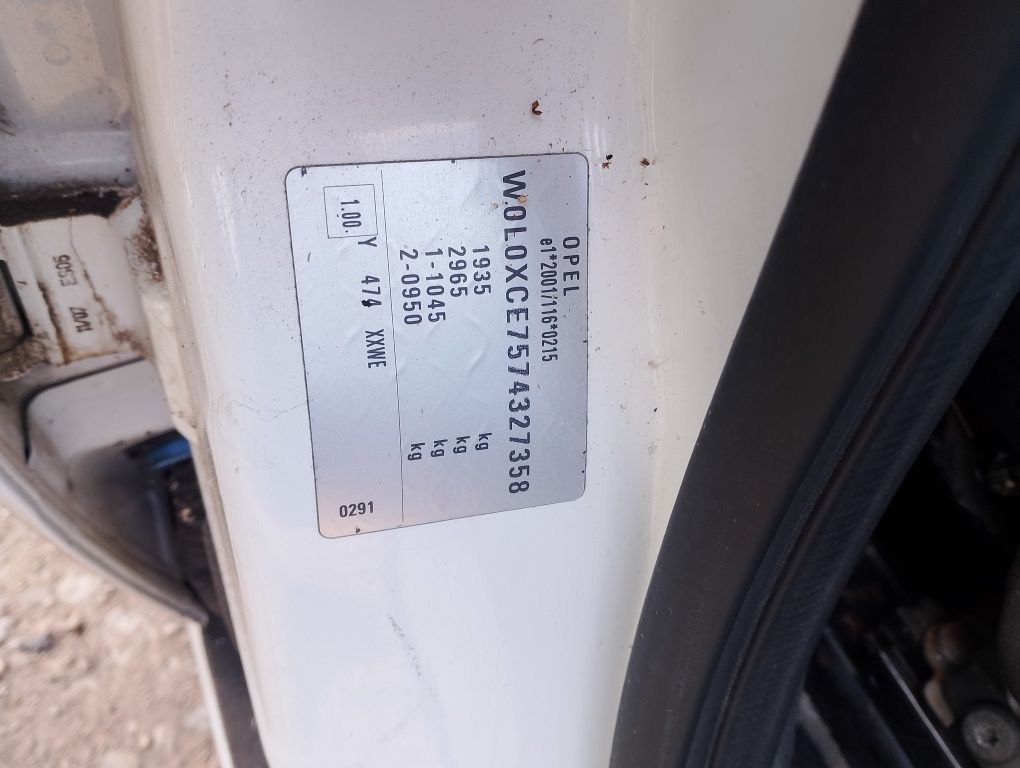 OPEL
e1*2001/116*0215
W0L0XCE7574327358
1935 kg
2965 kg
1-1045 kg
2-0950 kg
1.00. Y 474 XXWE
0291